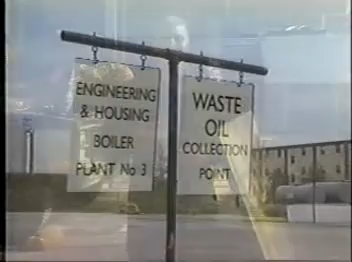 ENGINEERING
& HOUSING
BOILER
PLANT No 3
WASTE
OIL
COLLECTION
POINT